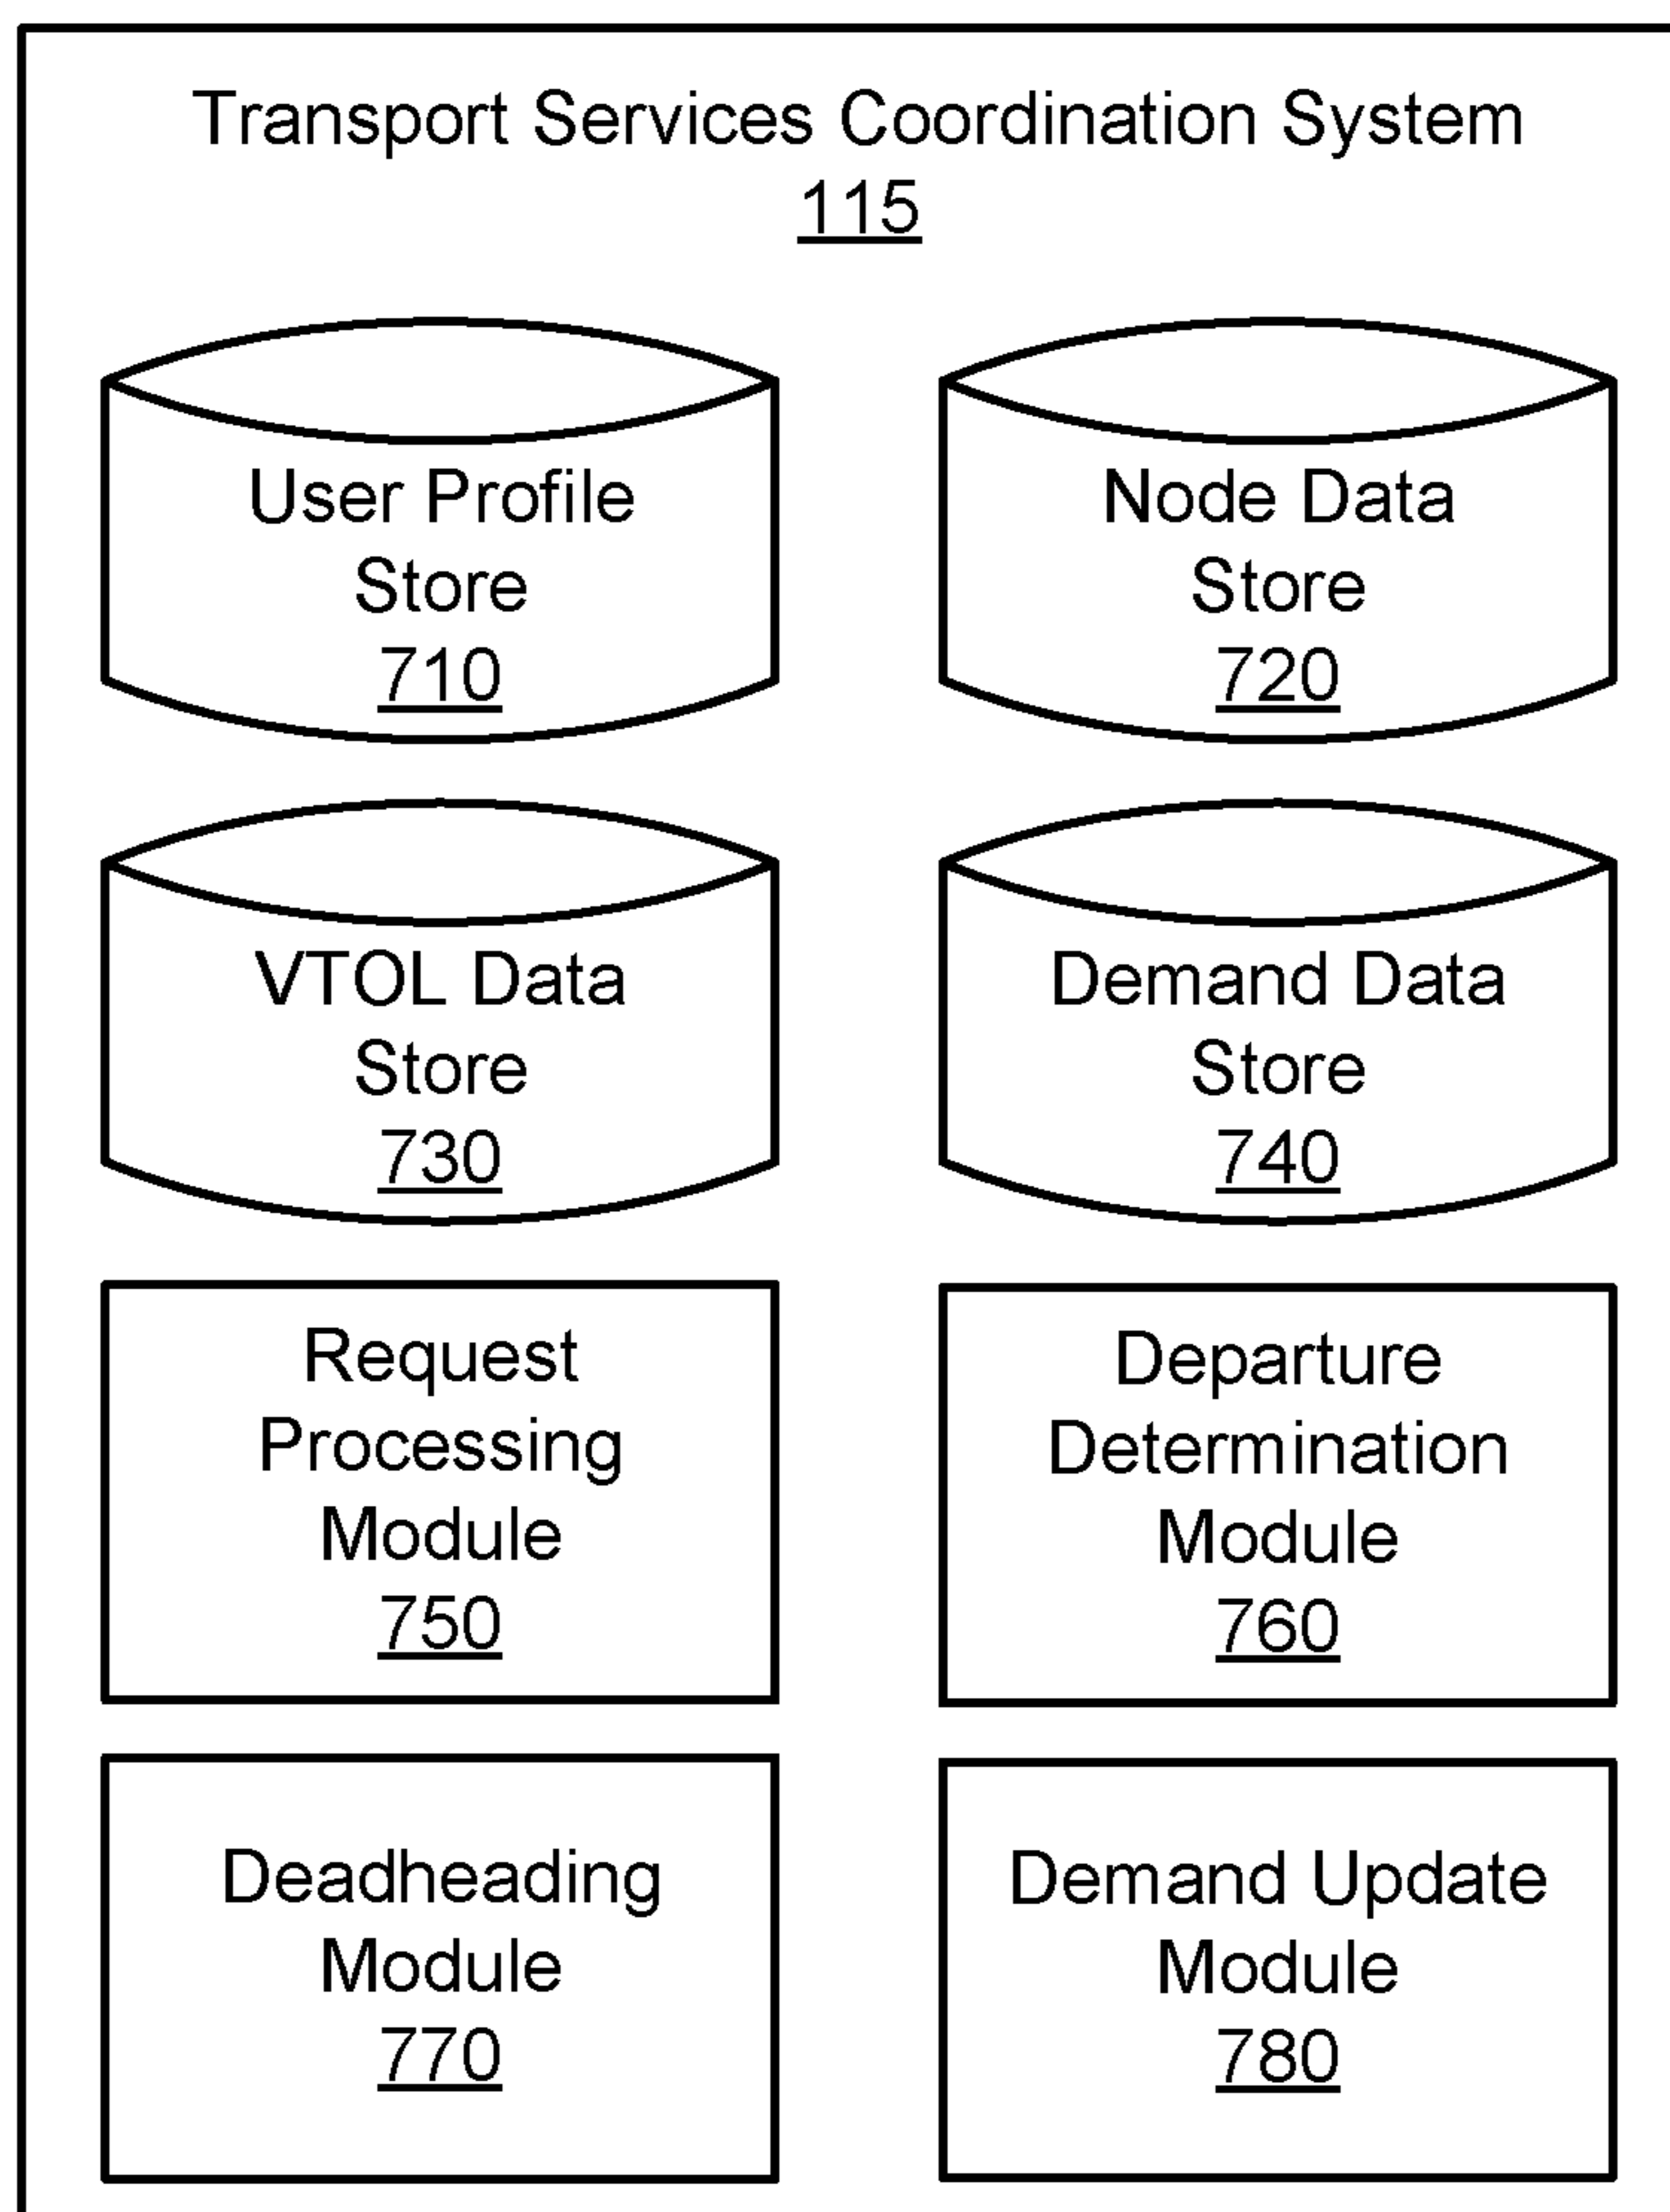 Transport Services Coordination System
115
User Profile
Store
710
Node Data
Store
720
VTOL Data
Store
730
Demand Data
Store
740
Request
Processing
Module
750
Departure
Determination
Module
760
Deadheading
Module
770
Demand Update
Module
780